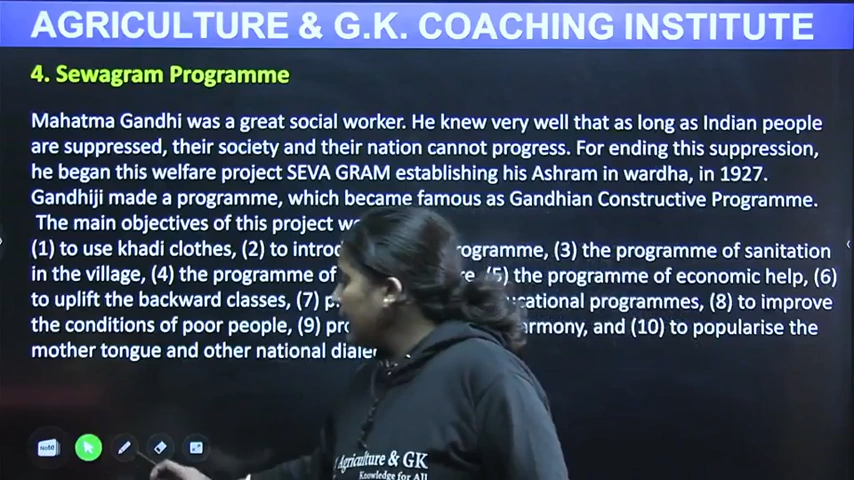 AGRICULTURE & G.K. COACHING INSTITUTE
4. Sewagram Programme
Mahatma Gandhi was a great social worker. He knew very well that as long as Indian people
are suppressed, their society and their nation cannot progress. For ending this suppression,
he began this welfare project SEVA GRAM establishing his Ashram in wardha, in 1927.
Gandhiji made a programme, which became famous as Gandhian Constructive Programme.
The main objectives of this project
(1) to use khadi clothes, (2) to programme, (3) the programme of sanitation
in the village, (4) the programme of (5) the programme of economic help, (6)
to uplift the backward classes, (7) educational programmes, (8) to improve
the conditions of poor people, (9) harmony, and (10) to popularise the
mother tongue and other national
Note
Agriculture & GK
Knowledge for All